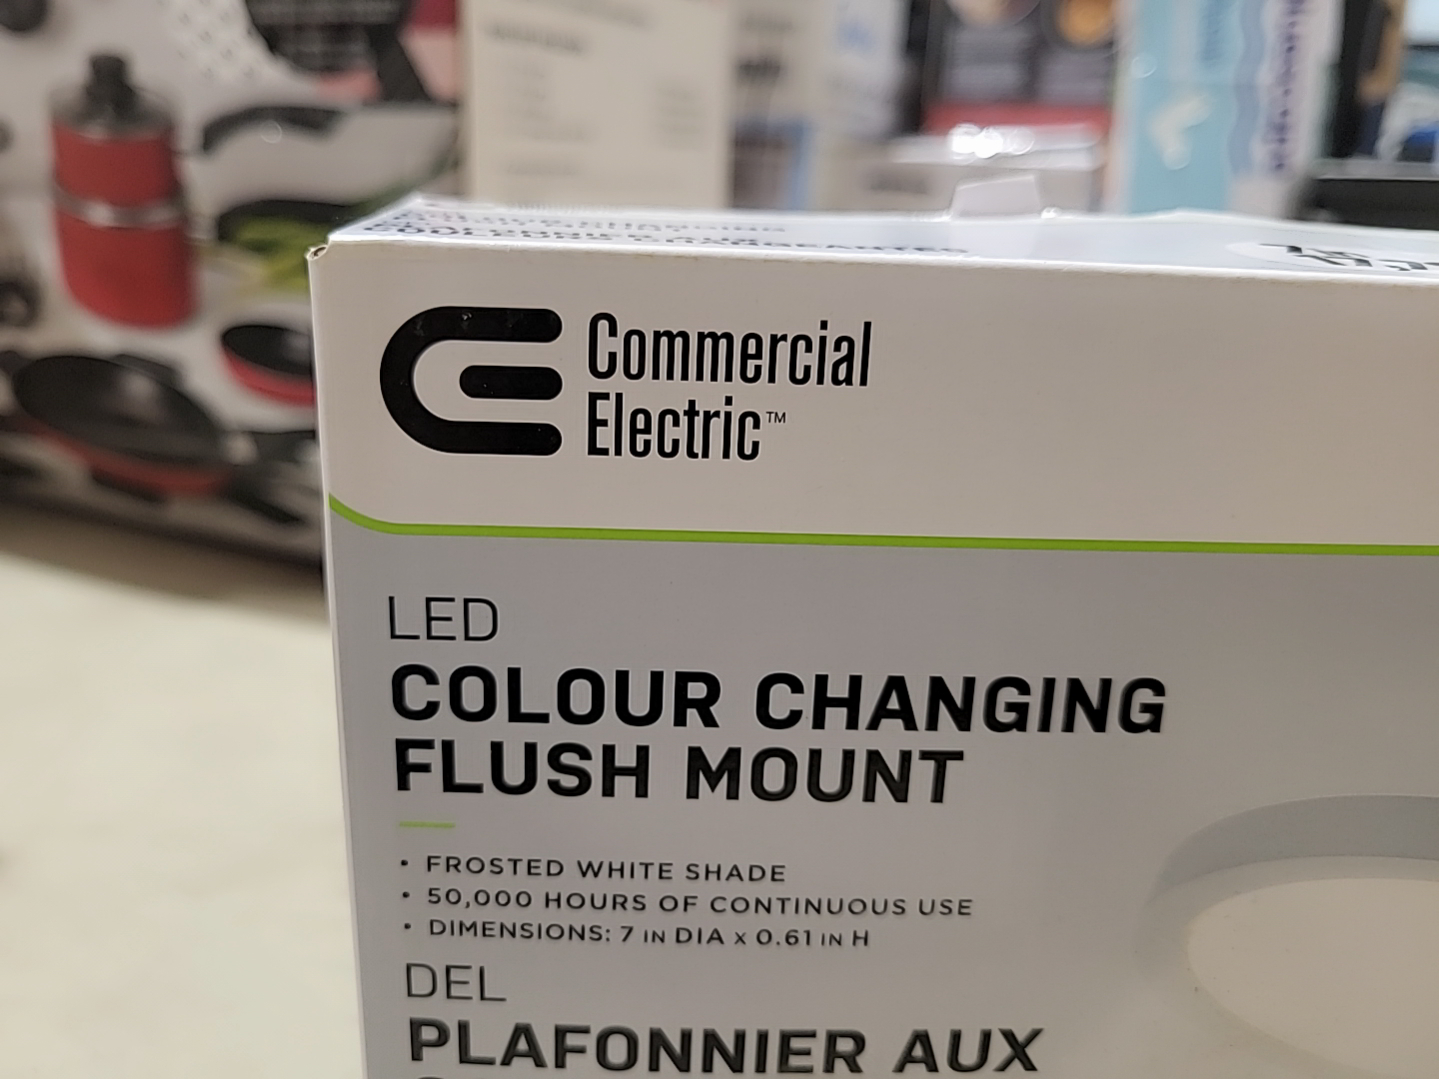 Commercial
Electric™
LED
COLOUR CHANGING
FLUSH MOUNT
• FROSTED WHITE SHADE
• 50,000 HOURS OF CONTINUOUS USE
• DIMENSIONS: 7 IN DIA x 0.61 IN H
DEL
PLAFONNIER AUX